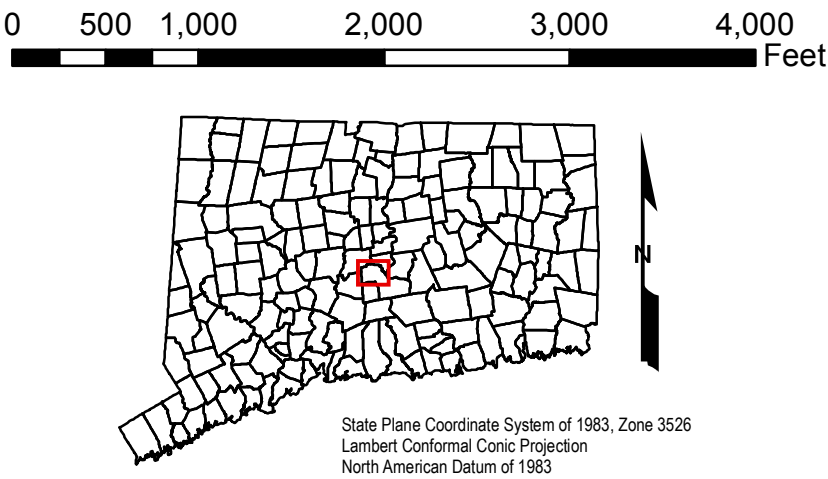 0 500 1,000 2,000 3,000 4,000
Feet
N
State Plane Coordinate System of 1983, Zone 3526
Lambert Conformal Conic Projection
North American Datum of 1983